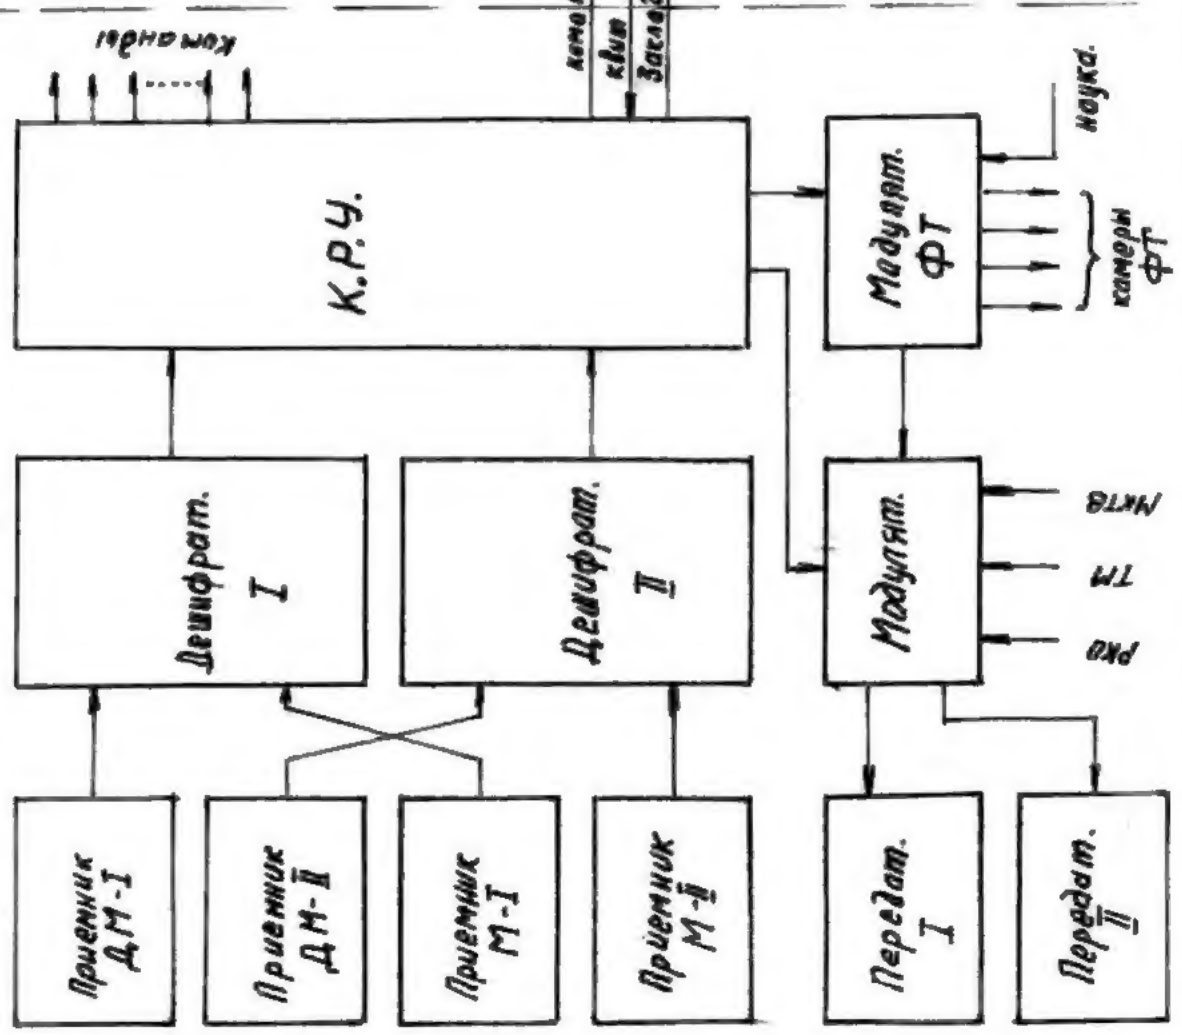 Передат.
II
Передат.
I
Приемник
М-II
Приемник
М-I
Приемник
ДМ-II
Приемник
ДМ-I
РКО
ТМ
МКТВ
Модулят.
Дешифрат.
II
Дешифрат.
I
камеры
ФТ
наука.
Модулят.
ФТ
К.Р.У.
квит
Команды